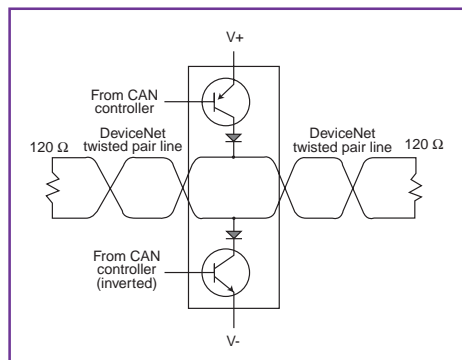 V+
From CAN
controller
DeviceNet
twisted pair line
DeviceNet
twisted pair line
120 Ω
120 Ω
From CAN
controller
(inverted)
V-